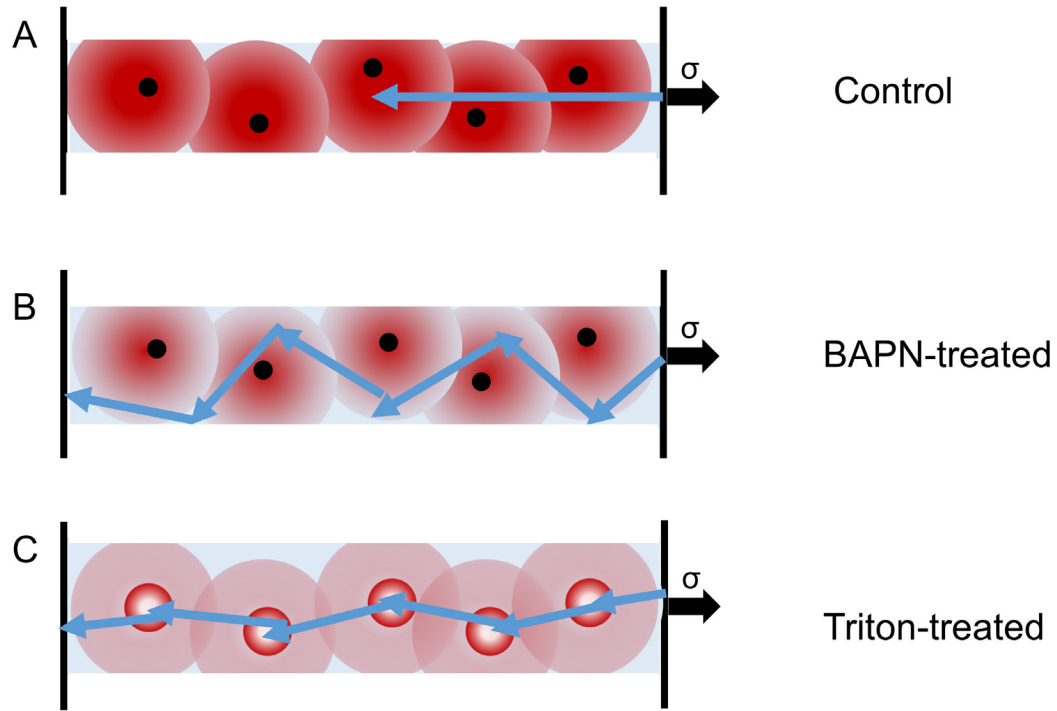 A
σ
Control
B
σ
BAPN-treated
C
σ
Triton-treated